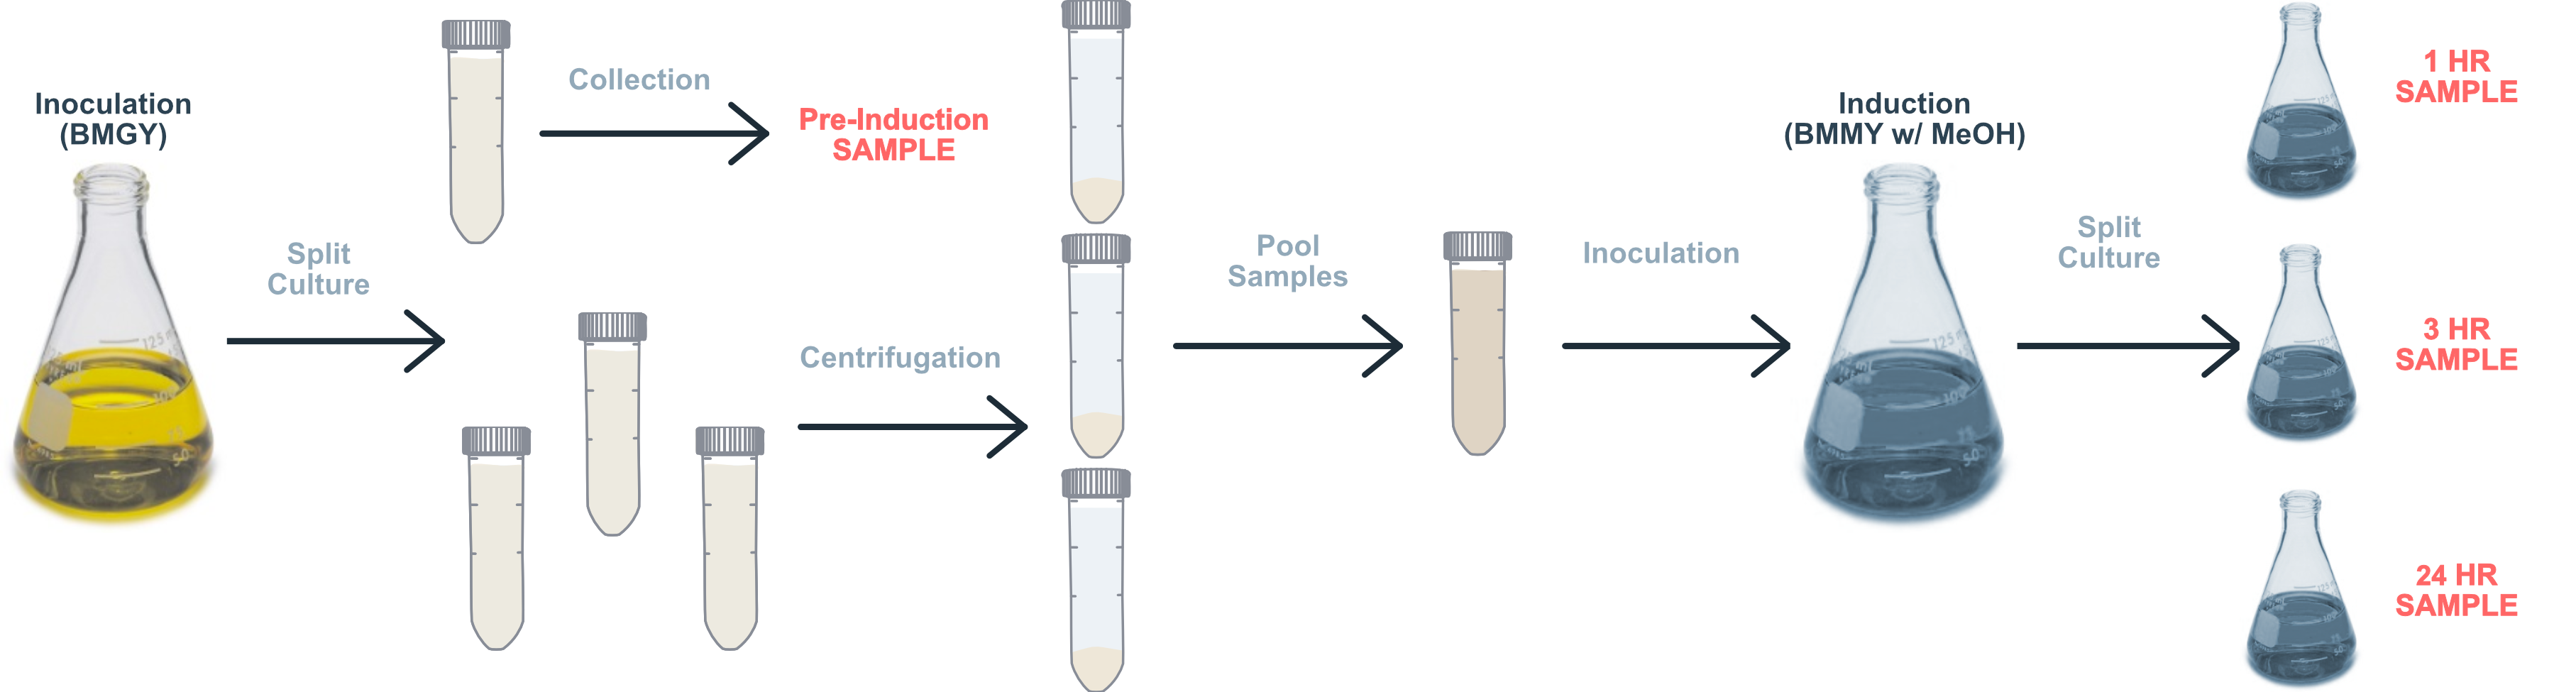 Inoculation
(BMGY)
Split
Culture
Collection
Pre-Induction
SAMPLE
Centrifugation
Pool
Samples
Inoculation
Induction
(BMMY w/ MeOH)
Split
Culture
1 HR
SAMPLE
3 HR
SAMPLE
24 HR
SAMPLE